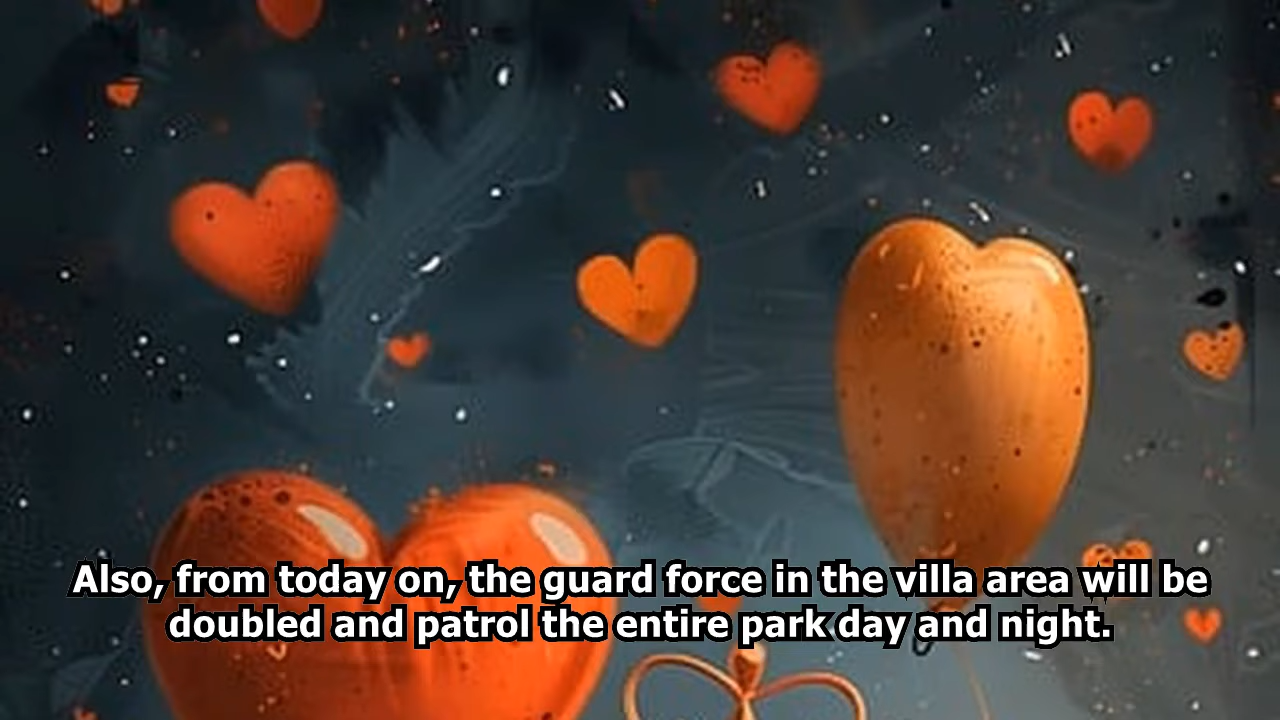 Also, from today on, the guard force in the villa area will be
doubled and patrol the entire park day and night.